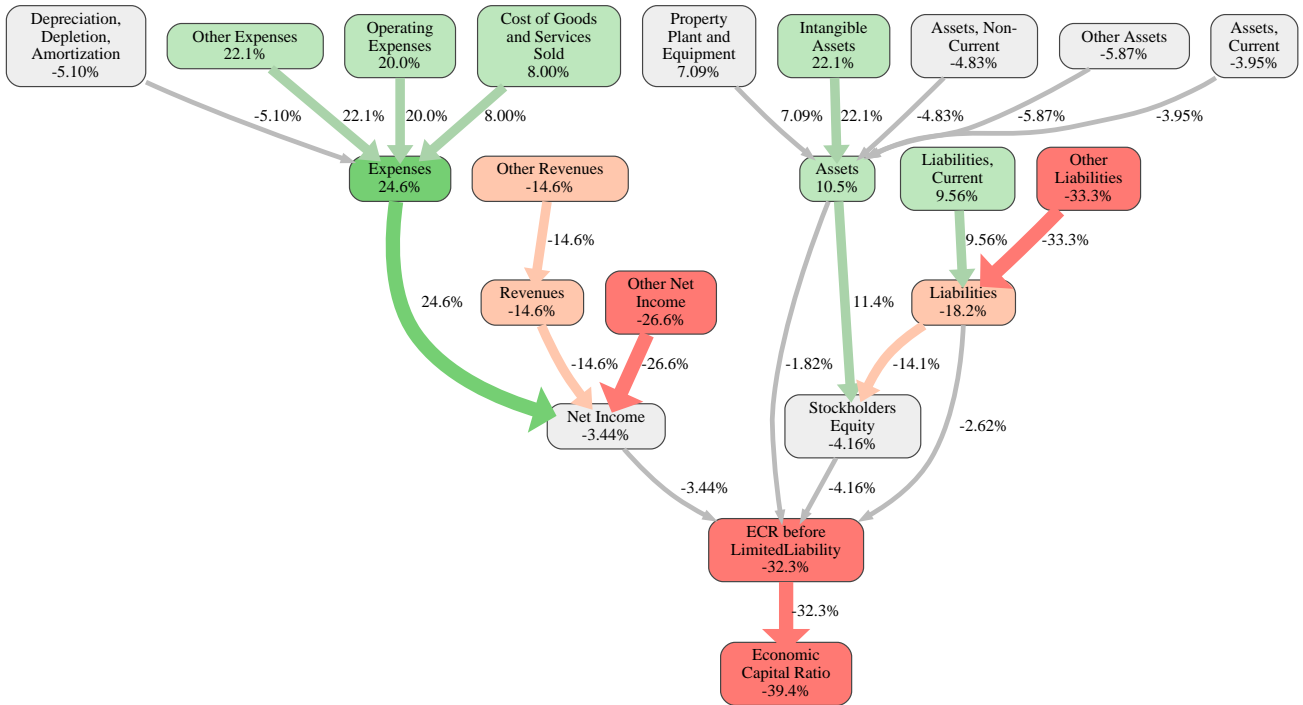 Depreciation,
Depletion,
Amortization
-5.10%
Other Expenses
22.1%
Operating
Expenses
20.0%
Cost of Goods
and Services
Sold
8.00%
Property
Plant and
Equipment
7.09%
Intangible
Assets
22.1%
Assets, Non-
Current
-4.83%
Other Assets
-5.87%
Assets,
Current
-3.95%
-5.10%
22.1%
20.0%
8.00%
7.09%
22.1%
-4.83%
-5.87%
-3.95%
Expenses
24.6%
Other Revenues
-14.6%
Assets
10.5%
Liabilities,
Current
9.56%
Other
Liabilities
-33.3%
-14.6%
9.56%
-33.3%
24.6%
Revenues
-14.6%
Other Net
Income
-26.6%
11.4%
Liabilities
-18.2%
-14.6%
-26.6%
-1.82%
-14.1%
Net Income
-3.44%
Stockholders
Equity
-4.16%
-2.62%
-3.44%
-4.16%
ECR before
LimitedLiability
-32.3%
-32.3%
Economic
Capital Ratio
-39.4%